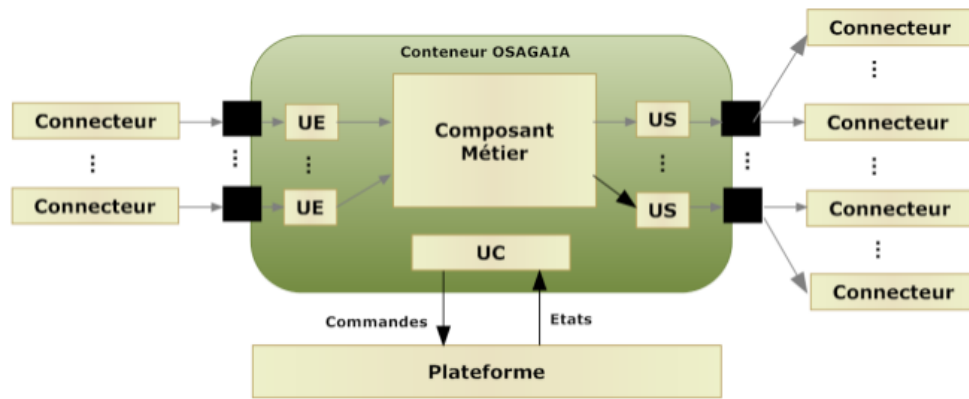 Conteneur OSAGAIA
Connecteur
Connecteur
UE
UE
Composant
Métier
US
US
Connecteur
Connecteur
Connecteur
Connecteur
UC
Commandes
Etats
Plateforme